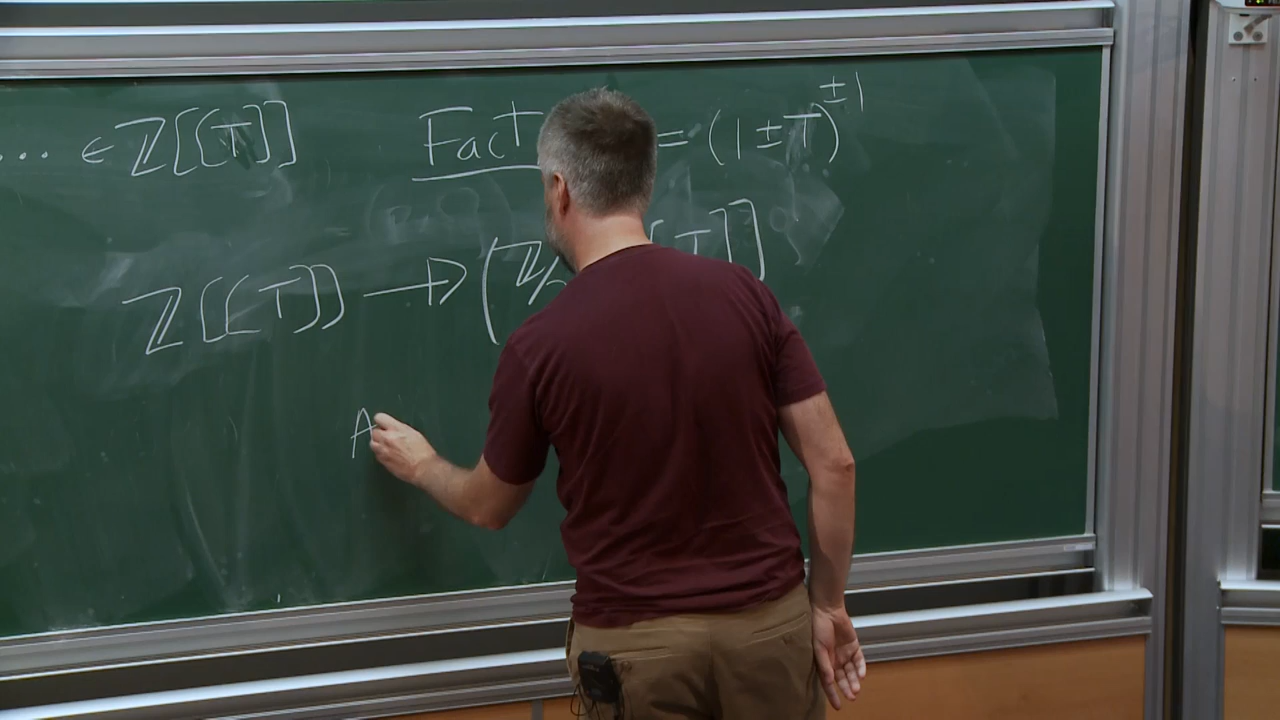 ... ∈ ℤ[[T]] Fact = (1±T)^±1
ℤ[[T]] → (ℤ/ [T]]
A